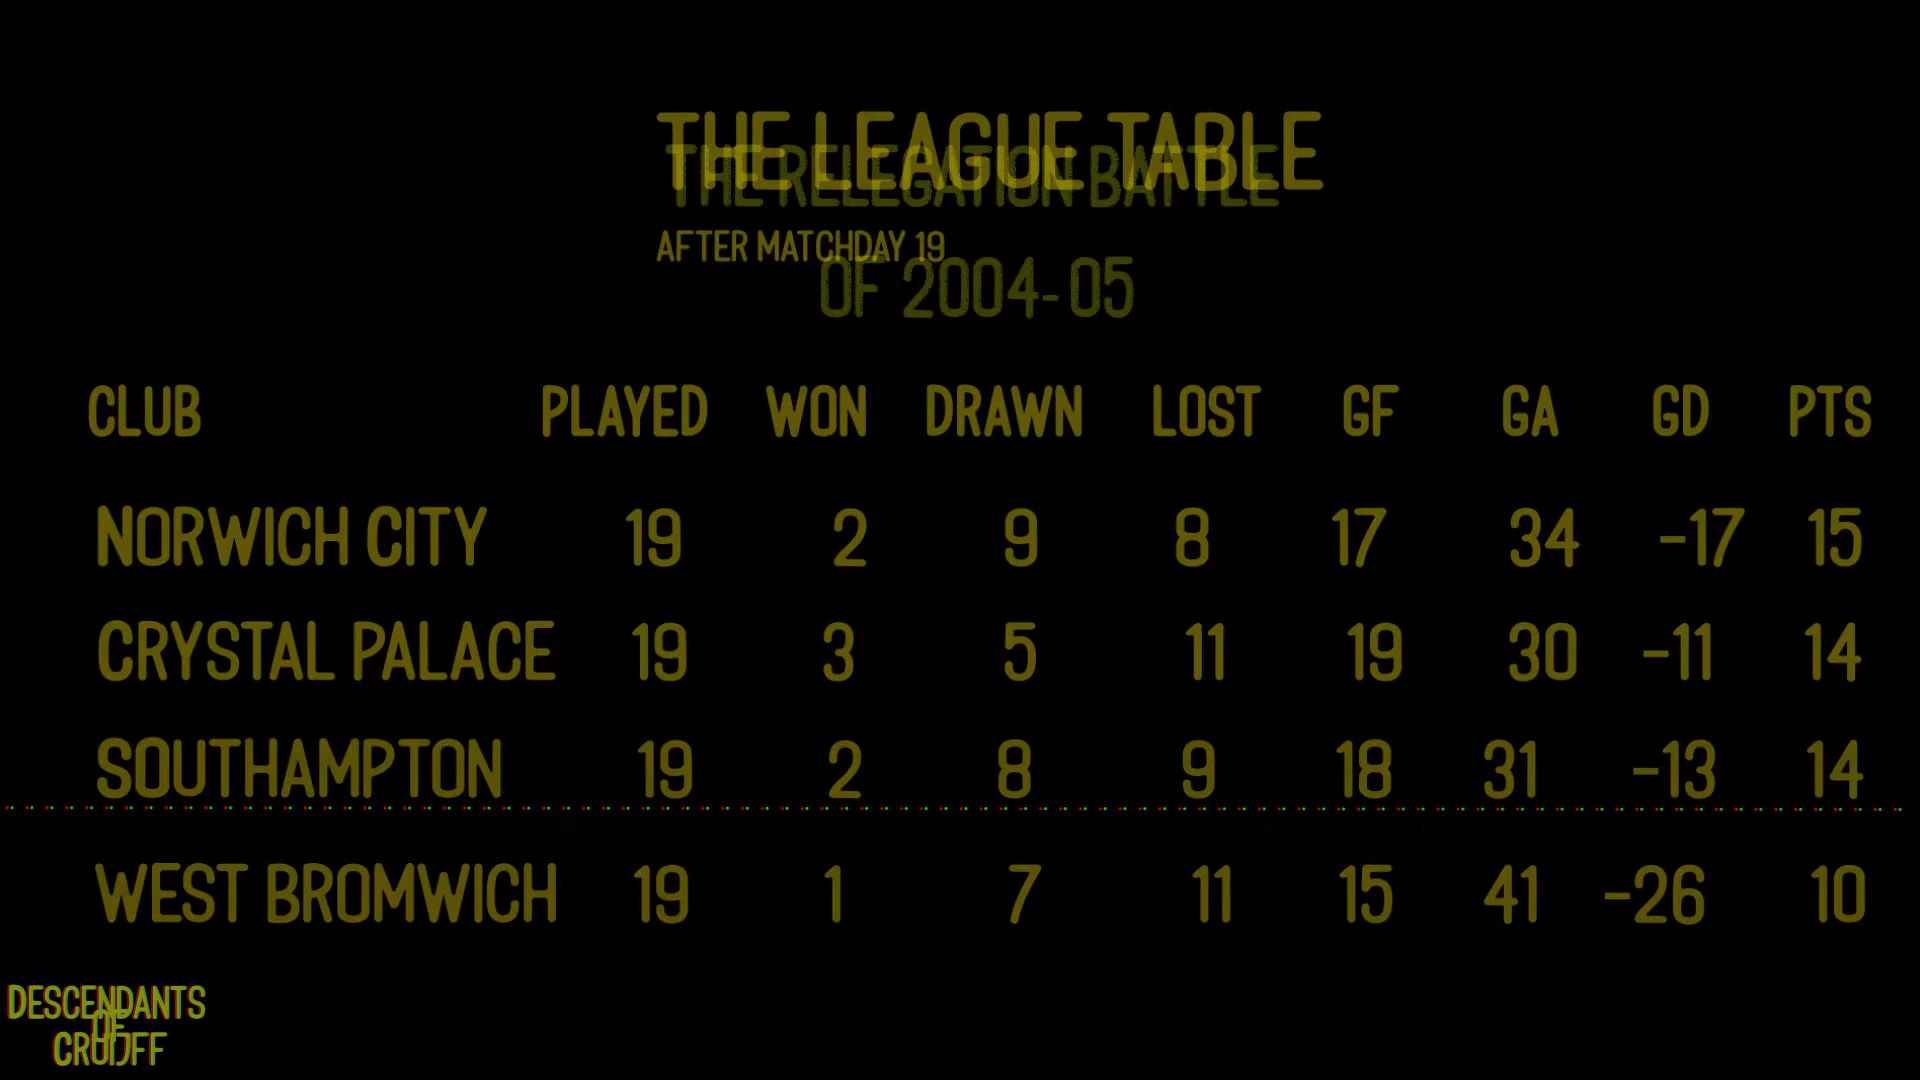 THE LEAGUE TABLE
THE RELEGATION BATTLE
AFTER MATCHDAY 19
OF 2004-05
CLUB PLAYED WON DRAWN LOST GF GA GD PTS
NORWICH CITY 19 2 9 8 17 34 -17 15
CRYSTAL PALACE 19 3 5 11 19 30 -11 14
SOUTHAMPTON 19 2 8 9 18 31 -13 14
WEST BROMWICH 19 1 7 11 15 41 -26 10
DESCENDANTS
OF
CRUIJFF